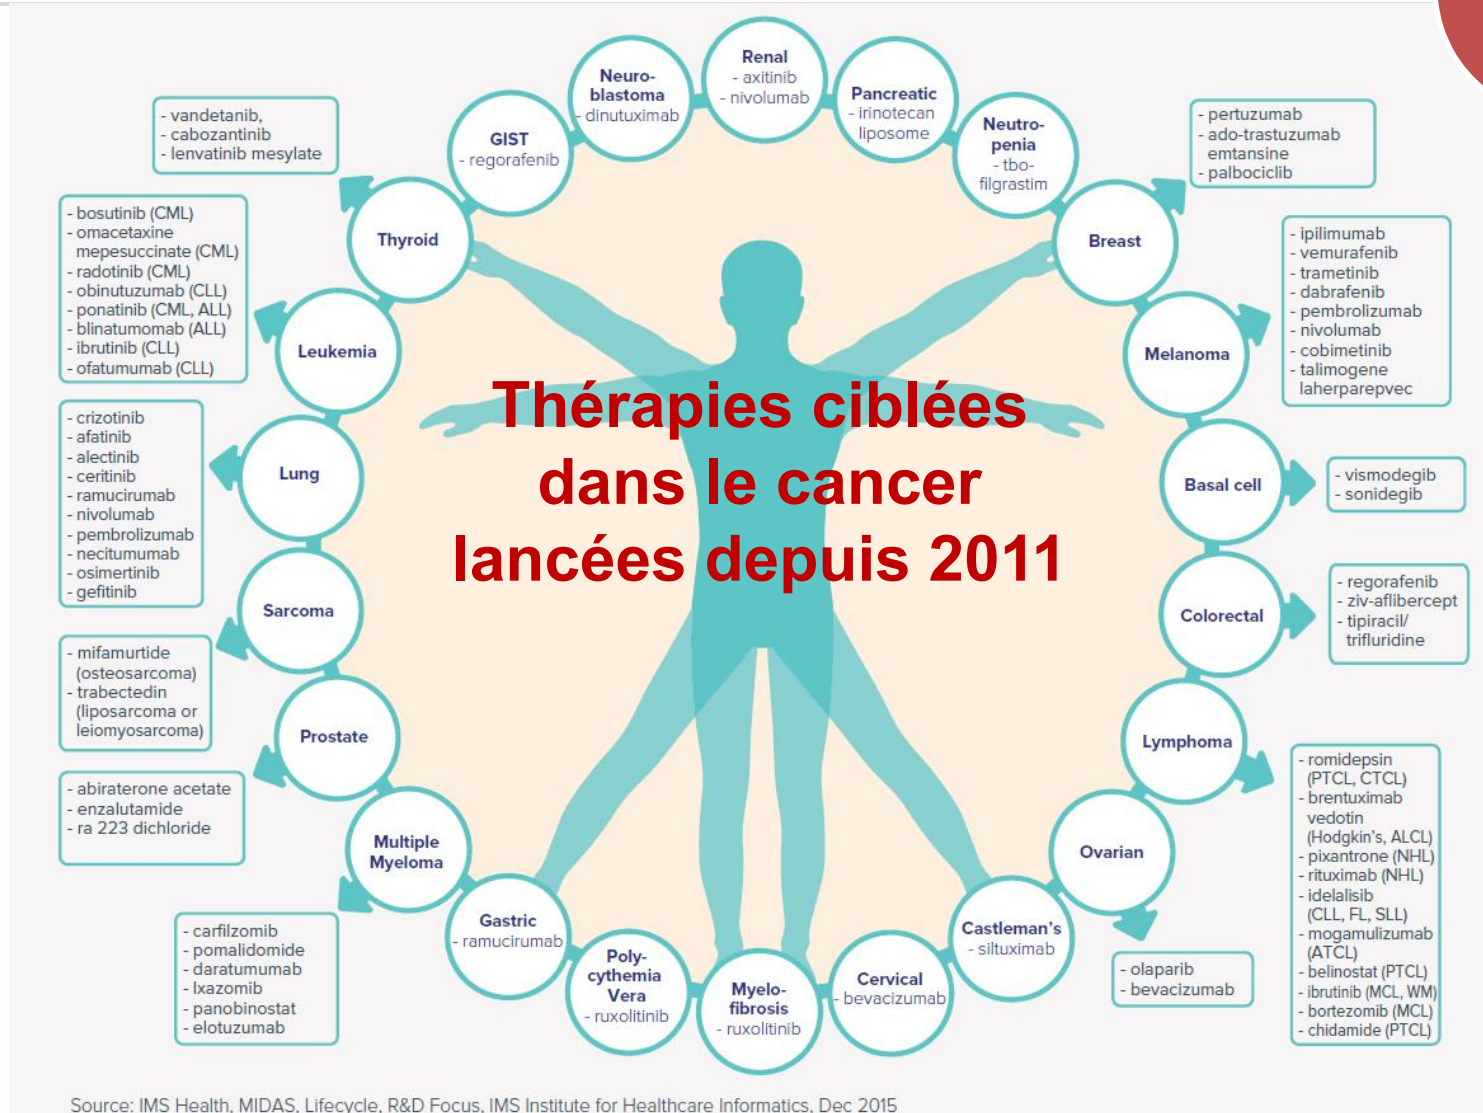 Renal
- axitinib
- nivolumab
Neuro-
blastoma
- dinutuximab
Pancreatic
- irinotecan
liposome
GIST
- regorafenib
Neutro-
penia
- tbo-
filgrastim
- vandetanib,
- cabozantinib
- lenvatinib mesylate
Thyroid
- pertuzumab
- ado-trastuzumab
emtansine
- palbociclib
Breast
- bosutinib (CML)
- omacetaxine
mepesuccinate (CML)
- radotinib (CML)
- obinutuzumab (CLL)
- ponatinib (CML, ALL)
- blinatumomab (ALL)
- ibrutinib (CLL)
- ofatumumab (CLL)
Leukemia
- ipilimumab
- vemurafenib
- trametinib
- dabrafenib
- pembrolizumab
- nivolumab
- cobimetinib
- talimogene
laherparepvec
Melanoma
Thérapies ciblées
dans le cancer
lancées depuis 2011
- crizotinib
- afatinib
- alectinib
- ceritinib
- ramucirumab
- nivolumab
- pembrolizumab
- necitumumab
- osimertinib
- gefitinib
Lung
Basal cell
- vismodegib
- sonidegib
Sarcoma
- mifamurtide
(osteosarcoma)
- trabectedin
(liposarcoma or
leiomyosarcoma)
Colorectal
- regorafenib
- ziv-aflibercept
- tipiracil/
trifluridine
Prostate
- abiraterone acetate
- enzalutamide
- ra 223 dichloride
Lymphoma
- romidepsin
(PTCL, CTCL)
- brentuximab
vedotin
(Hodgkin's, ALCL)
- pixantrone (NHL)
- rituximab (NHL)
- idelalisib
(CLL, FL, SLL)
- mogamulizumab
(ATCL)
- belinostat (PTCL)
- ibrutinib (MCL, WM)
- bortezomib (MCL)
- chidamide (PTCL)
Multiple
Myeloma
- carfilzomib
- pomalidomide
- daratumumab
- Ixazomib
- panobinostat
- elotuzumab
Ovarian
- olaparib
- bevacizumab
Gastric
- ramucirumab
Poly-
cythemia
Vera
- ruxolitinib
Myelo-
fibrosis
- ruxolitinib
Cervical
- bevacizumab
Castleman's
- siltuximab
Source: IMS Health, MIDAS, Lifecycle, R&D Focus, IMS Institute for Healthcare Informatics, Dec 2015